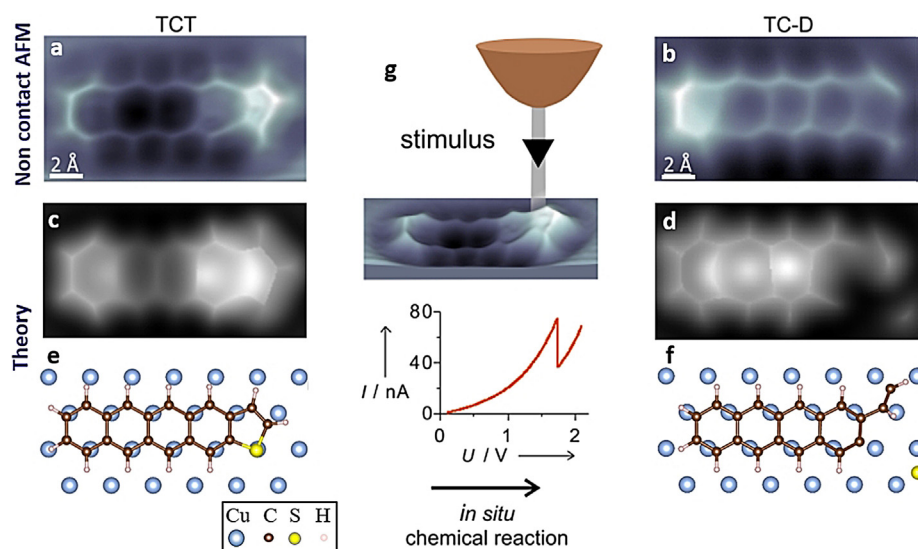 TCT
TC-D
Non contact AFM
a
g
b
stimulus
2 Å
2 Å
c
d
Theory
80
40
0
I / nA
0
1
2
U / V
e
f
Cu C S H
in situ
chemical reaction